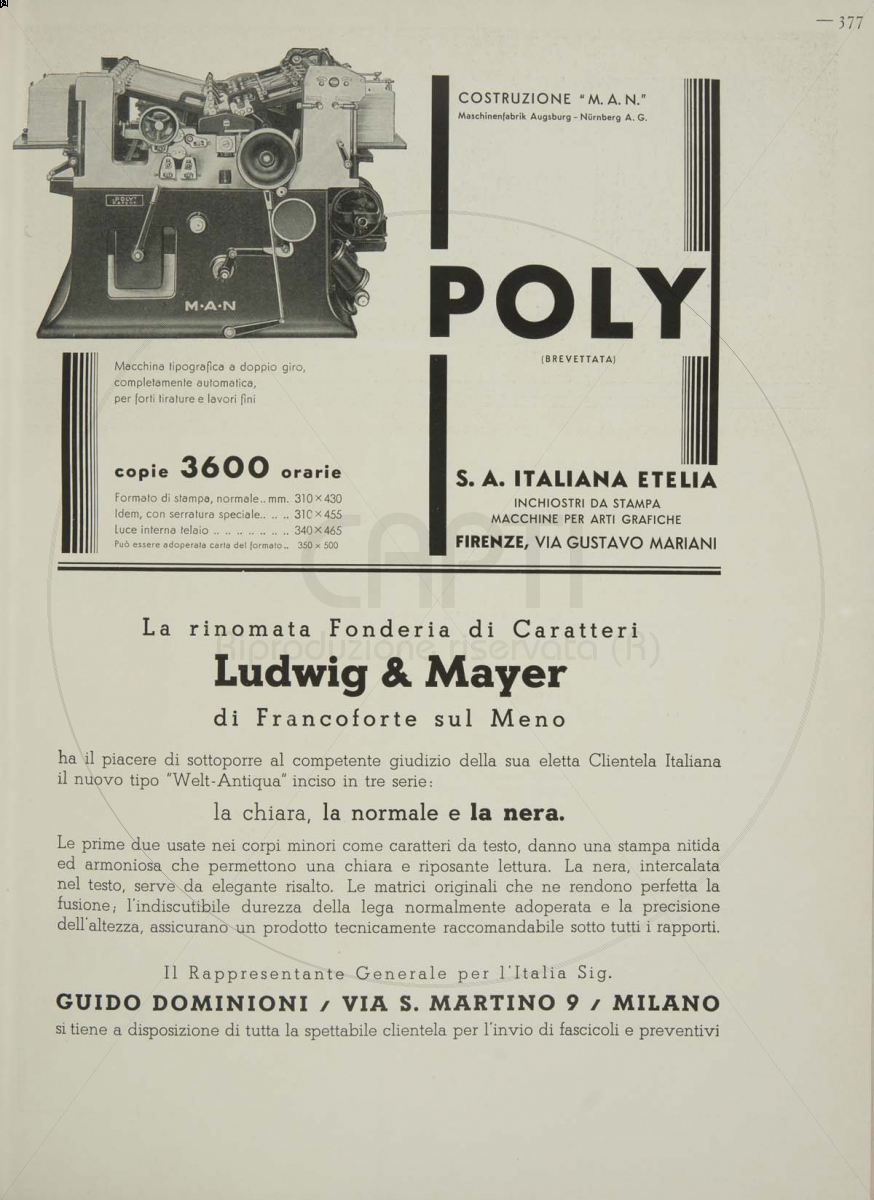 — 377
"POLY"
M·A·N
COSTRUZIONE "M. A. N."
Maschinenfabrik Augsburg - Nürnberg A. G.
POLY
(BREVETTATA)
Macchina tipografica a doppio giro,
completamente automatica,
per forti tirature e lavori fini
copie 3600 orarie
Formato di stampa, normale.. mm. 310 × 430
Idem, con serratura speciale.. .. .. 310 × 455
Luce interna telaio .. .. .. .. .. .. .. 340 × 465
Può essere adoperata carta del formato .. 350 × 500
S. A. ITALIANA ETELIA
INCHIOSTRI DA STAMPA
MACCHINE PER ARTI GRAFICHE
FIRENZE, VIA GUSTAVO MARIANI
La rinomata Fonderia di Caratteri
Riproduzione riservata (R)
Ludwig & Mayer
di Francoforte sul Meno
ha il piacere di sottoporre al competente giudizio della sua eletta Clientela Italiana
il nuovo tipo "Welt-Antiqua" inciso in tre serie:
la chiara, la normale e la nera.
Le prime due usate nei corpi minori come caratteri da testo, danno una stampa nitida
ed armoniosa che permettono una chiara e riposante lettura. La nera, intercalata
nel testo, serve da elegante risalto. Le matrici originali che ne rendono perfetta la
fusione; l'indiscutibile durezza della lega normalmente adoperata e la precisione
dell'altezza, assicurano un prodotto tecnicamente raccomandabile sotto tutti i rapporti.
Il Rappresentante Generale per l'Italia Sig.
GUIDO DOMINIONI / VIA S. MARTINO 9 / MILANO
si tiene a disposizione di tutta la spettabile clientela per l'invio di fascicoli e preventivi